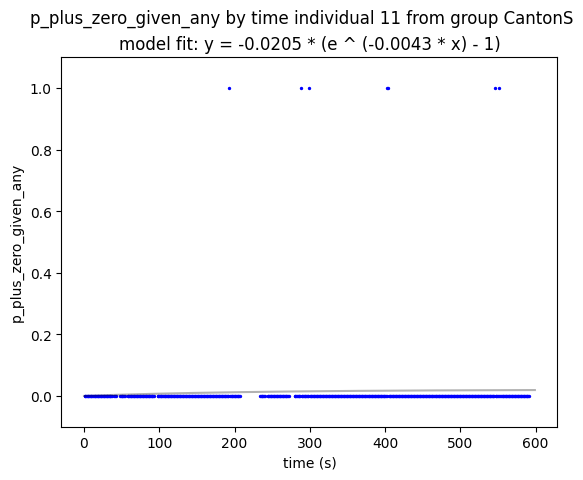 p_plus_zero_given_any by time individual 11 from group CantonS
model fit: y = -0.0205 * (e ^ (-0.0043 * x) - 1)
1.0
0.8
0.6
0.4
0.2
0.0
p_plus_zero_given_any
0 100 200 300 400 500 600
time (s)